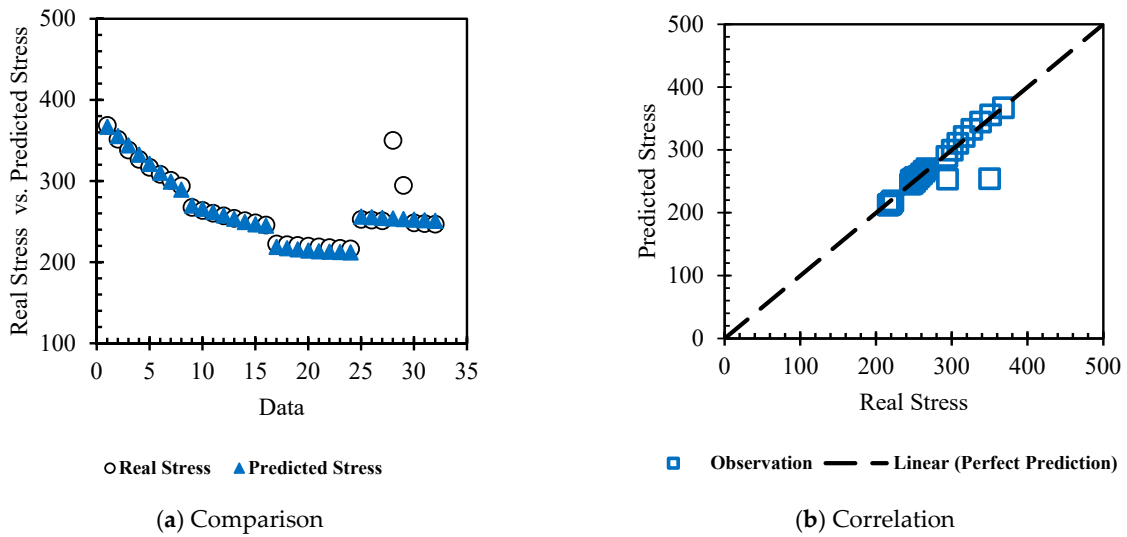 Real Stress vs. Predicted Stress
500
400
300
200
100
0 5 10 15 20 25 30 35
Data
Real Stress Predicted Stress
(a) Comparison
Predicted Stress
500
400
300
200
100
0
0 100 200 300 400 500
Real Stress
Observation Linear (Perfect Prediction)
(b) Correlation